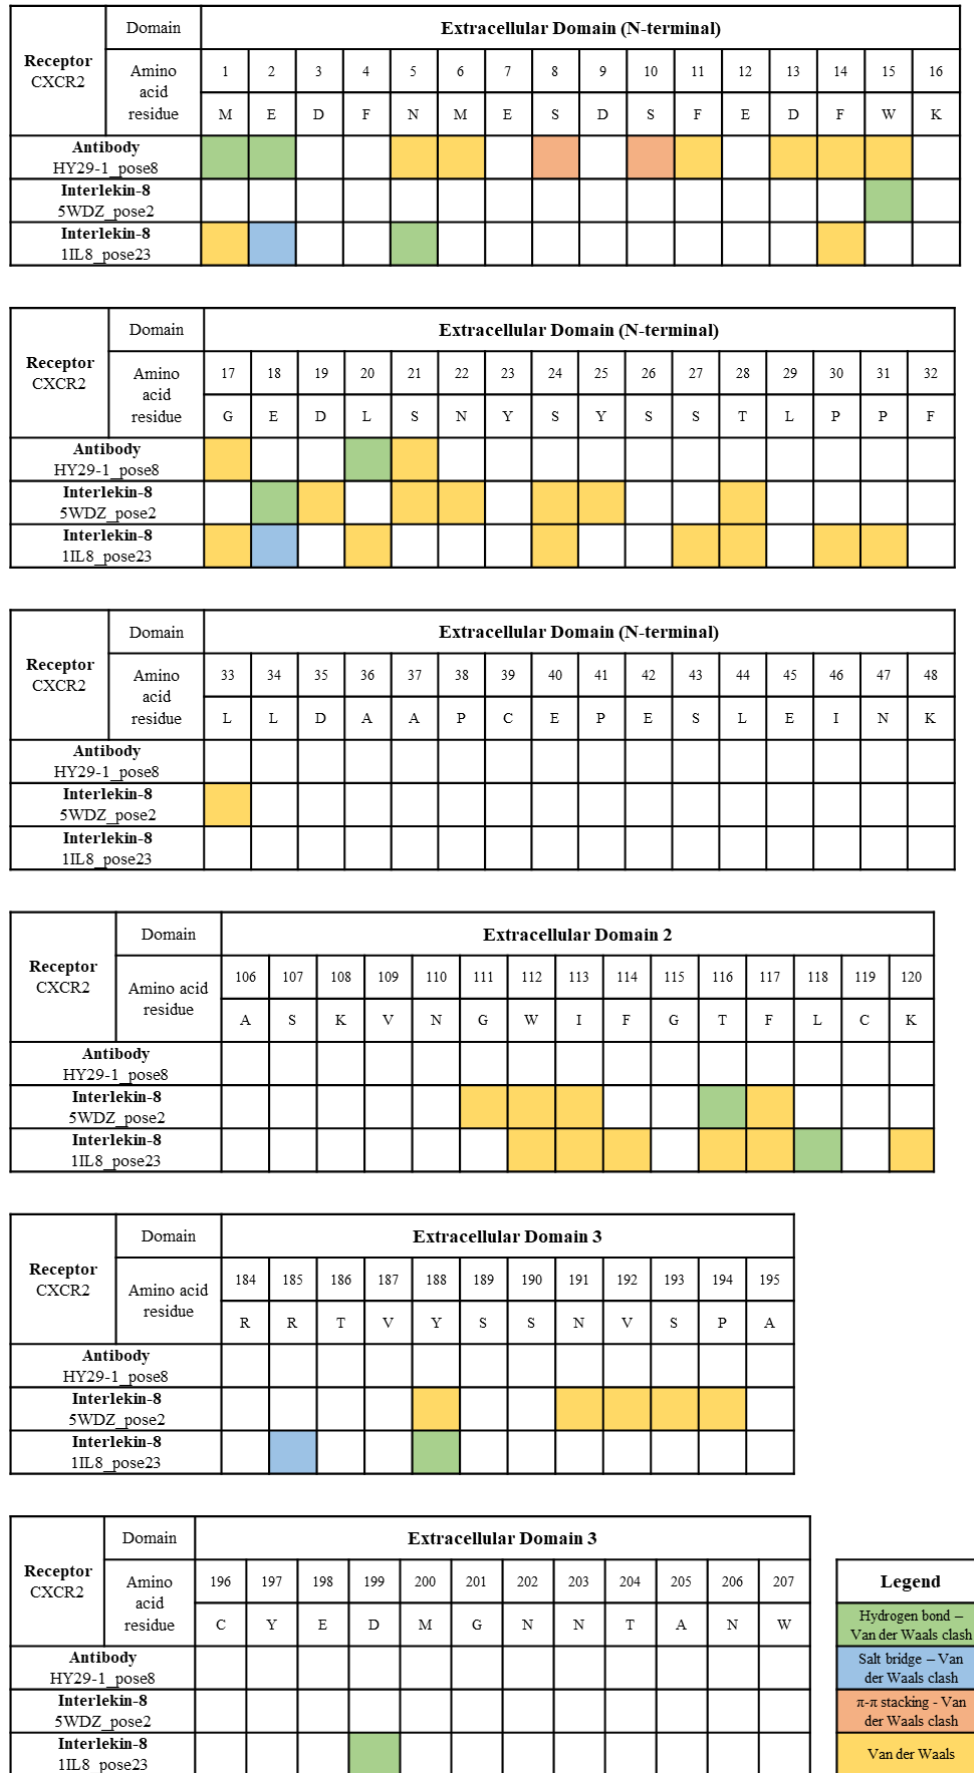 Receptor CXCR2 Domain Extracellular Domain (N-terminal)
Amino acid residue 1 2 3 4 5 6 7 8 9 10 11 12 13 14 15 16
M E D F N M E S D S F E D F W K
Antibody
HY29-1_pose8
Interlekin-8
5WDZ_pose2
Interlekin-8
1IL8_pose23
Receptor CXCR2 Domain Extracellular Domain (N-terminal)
Amino acid residue 17 18 19 20 21 22 23 24 25 26 27 28 29 30 31 32
G E D L S N Y S Y S S T L P P F
Antibody
HY29-1_pose8
Interlekin-8
5WDZ_pose2
Interlekin-8
1IL8_pose23
Receptor CXCR2 Domain Extracellular Domain (N-terminal)
Amino acid residue 33 34 35 36 37 38 39 40 41 42 43 44 45 46 47 48
L L D A A P C E P E S L E I N K
Antibody
HY29-1_pose8
Interlekin-8
5WDZ_pose2
Interlekin-8
1IL8_pose23
Receptor CXCR2 Domain Extracellular Domain 2
Amino acid residue 106 107 108 109 110 111 112 113 114 115 116 117 118 119 120
A S K V N G W I F G T F L C K
Antibody
HY29-1_pose8
Interlekin-8
5WDZ_pose2
Interlekin-8
1IL8_pose23
Receptor CXCR2 Domain Extracellular Domain 3
Amino acid residue 184 185 186 187 188 189 190 191 192 193 194 195
R R T V Y S S N V S P A
Antibody
HY29-1_pose8
Interlekin-8
5WDZ_pose2
Interlekin-8
1IL8_pose23
Receptor CXCR2 Domain Extracellular Domain 3
Amino acid residue 196 197 198 199 200 201 202 203 204 205 206 207
C Y E D M G N N T A N W
Antibody
HY29-1_pose8
Interlekin-8
5WDZ_pose2
Interlekin-8
1IL8_pose23
Legend
Hydrogen bond –
Van der Waals clash
Salt bridge – Van
der Waals clash
π-π stacking - Van
der Waals clash
Van der Waals